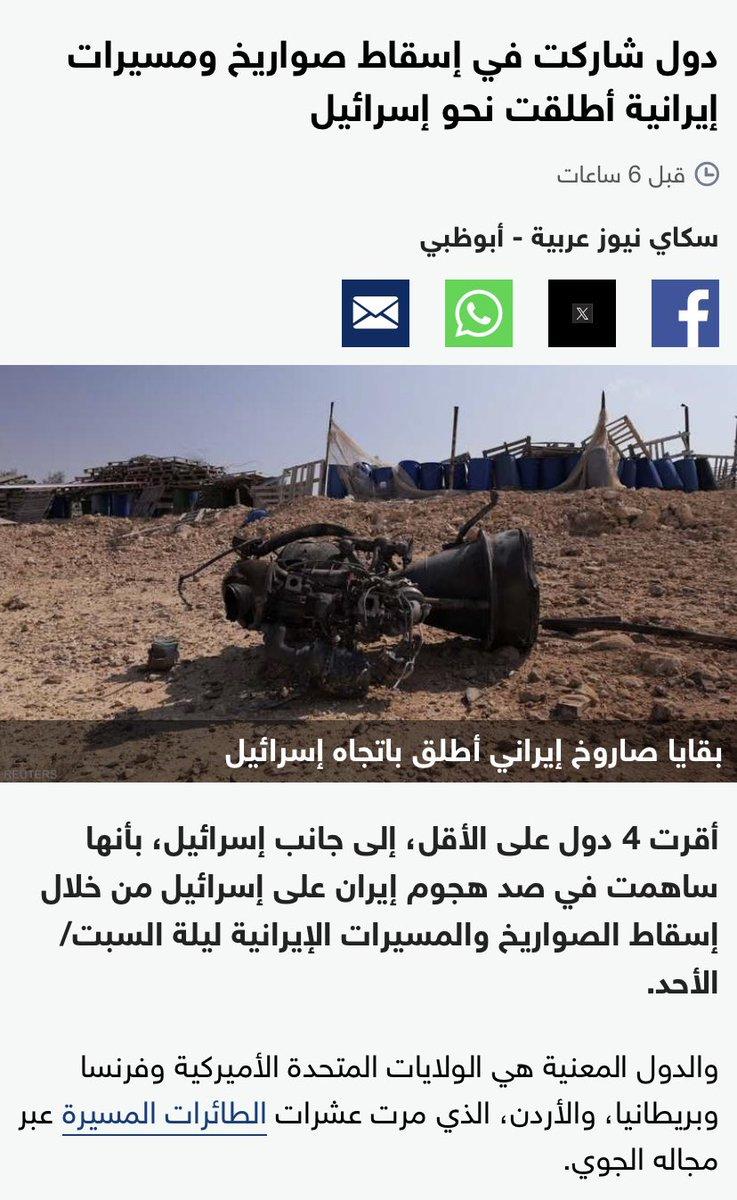 دول شاركت في إسقاط صواريخ ومسيرات
إيرانية أطلقت نحو إسرائيل
قبل 6 ساعات
سكاي نيوز عربية - أبوظبي
بقايا صاروخ إيراني أطلق باتجاه إسرائيل
REUTERS
أقرت 4 دول على الأقل، إلى جانب إسرائيل، بأنها
ساهمت في صد هجوم إيران على إسرائيل من خلال
إسقاط الصواريخ والمسيرات الإيرانية ليلة السبت/
الأحد.
والدول المعنية هي الولايات المتحدة الأميركية وفرنسا
وبريطانيا، والأردن، الذي مرت عشرات الطائرات المسيرة عبر
مجاله الجوي.